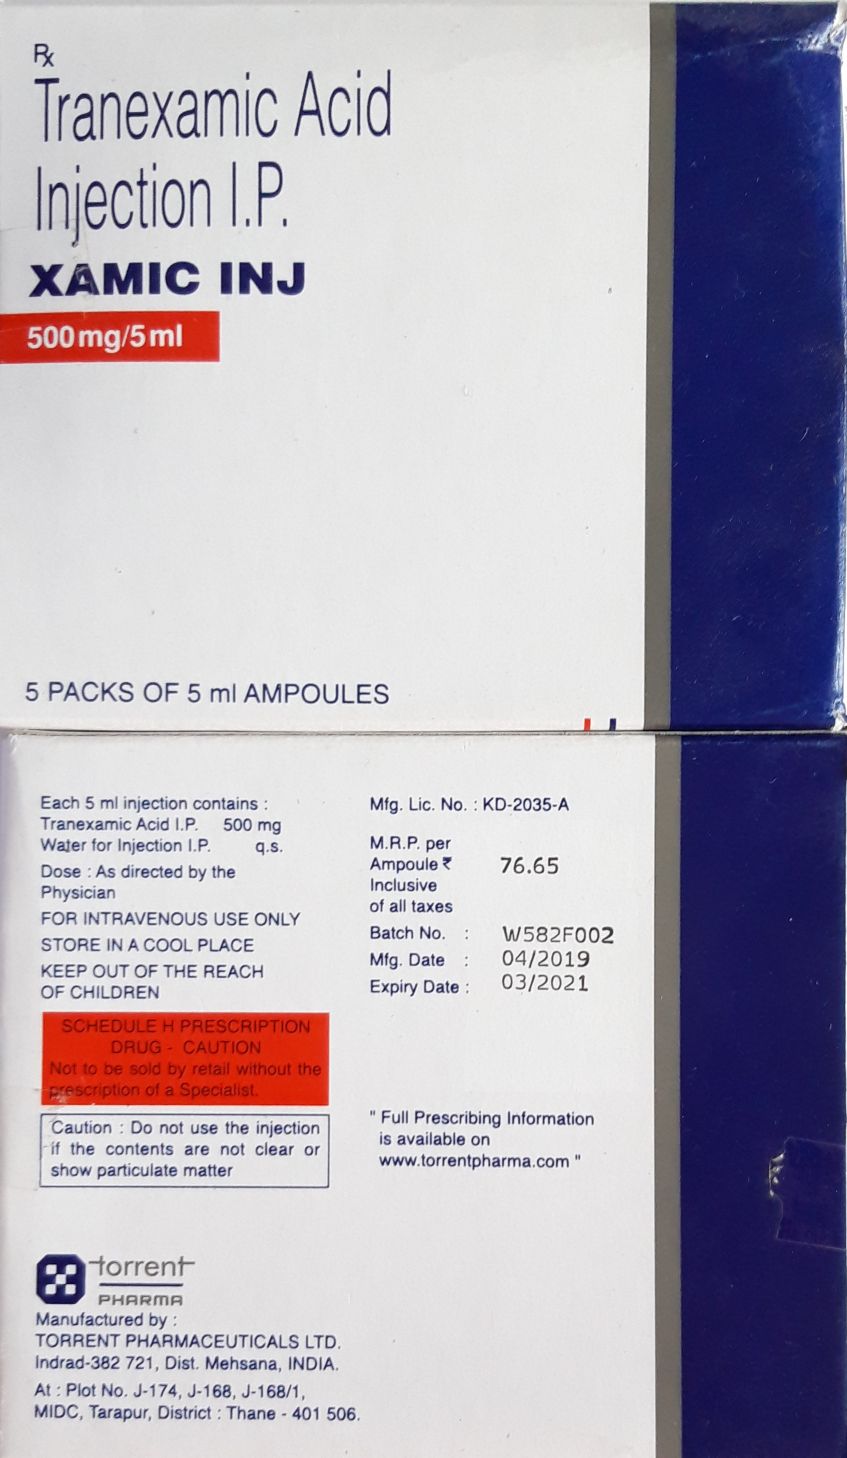 Rx
Tranexamic Acid
Injection I.P.
XAMIC INJ
500 mg/5 ml
5 PACKS OF 5 ml AMPOULES
Each 5 ml injection contains :
Tranexamic Acid I.P. 500 mg
Water for Injection I.P. q.s.
Dose : As directed by the
Physician
FOR INTRAVENOUS USE ONLY
STORE IN A COOL PLACE
KEEP OUT OF THE REACH
OF CHILDREN
SCHEDULE H PRESCRIPTION
DRUG - CAUTION
Not to be sold by retail without the
prescription of a Specialist.
Caution : Do not use the injection
if the contents are not clear or
show particulate matter
Mfg. Lic. No. : KD-2035-A
M.R.P. per
Ampoule ₹ 76.65
Inclusive
of all taxes
Batch No. : W582F002
Mfg. Date : 04/2019
Expiry Date : 03/2021
" Full Prescribing Information
is available on
www.torrentpharma.com "
torrent
PHARMA
Manufactured by :
TORRENT PHARMACEUTICALS LTD.
Indrad-382 721, Dist. Mehsana, INDIA.
At : Plot No. J-174, J-168, J-168/1,
MIDC, Tarapur, District : Thane - 401 506.